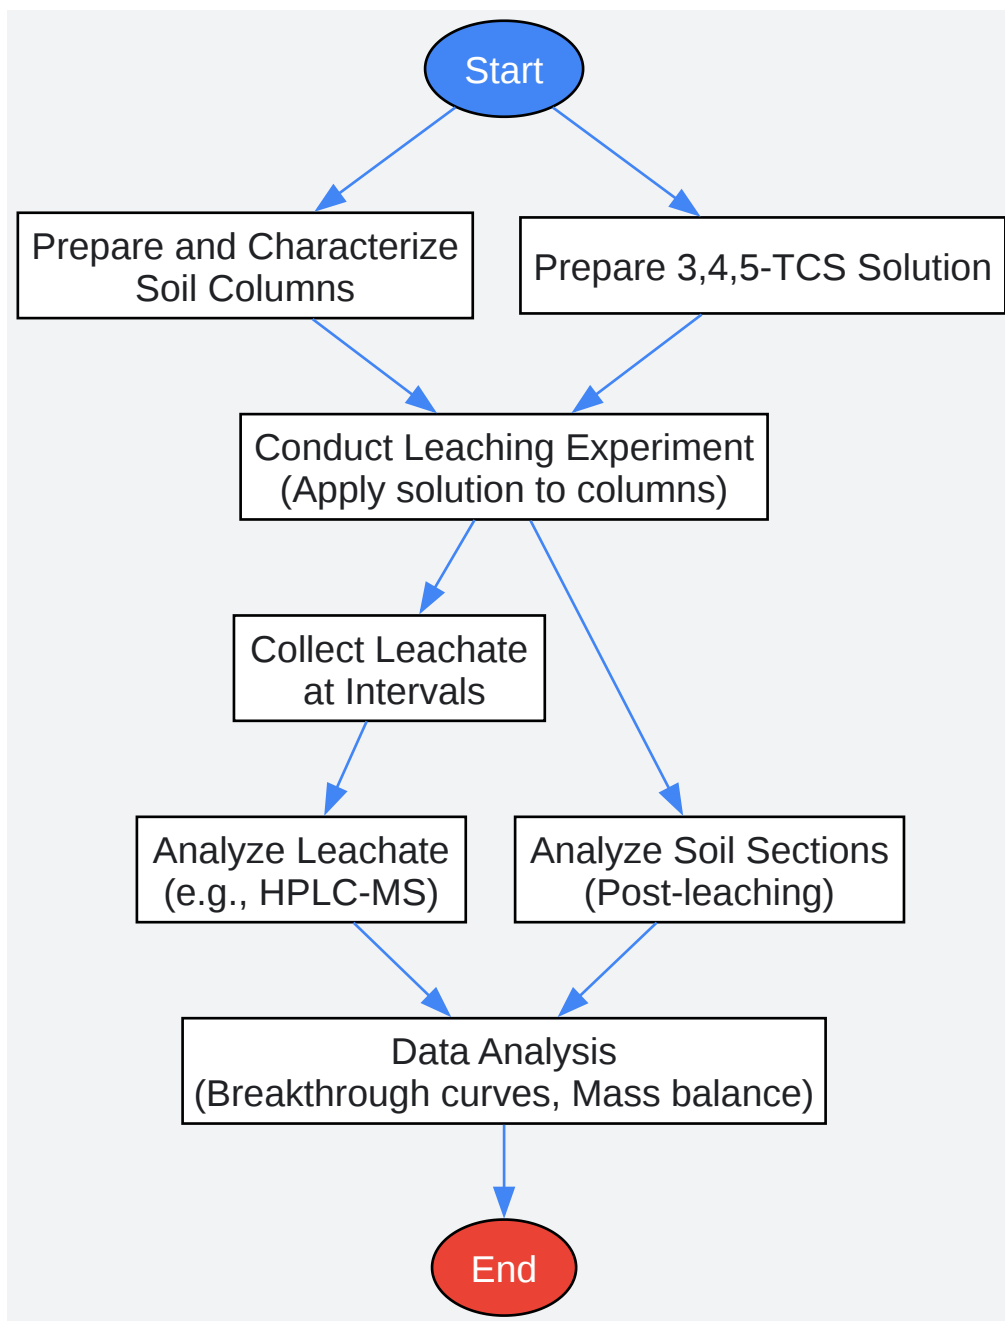 Start
Prepare and Characterize
Soil Columns
Prepare 3,4,5-TCS Solution
Conduct Leaching Experiment
(Apply solution to columns)
Collect Leachate
at Intervals
Analyze Leachate
(e.g., HPLC-MS)
Analyze Soil Sections
(Post-leaching)
Data Analysis
(Breakthrough curves, Mass balance)
End